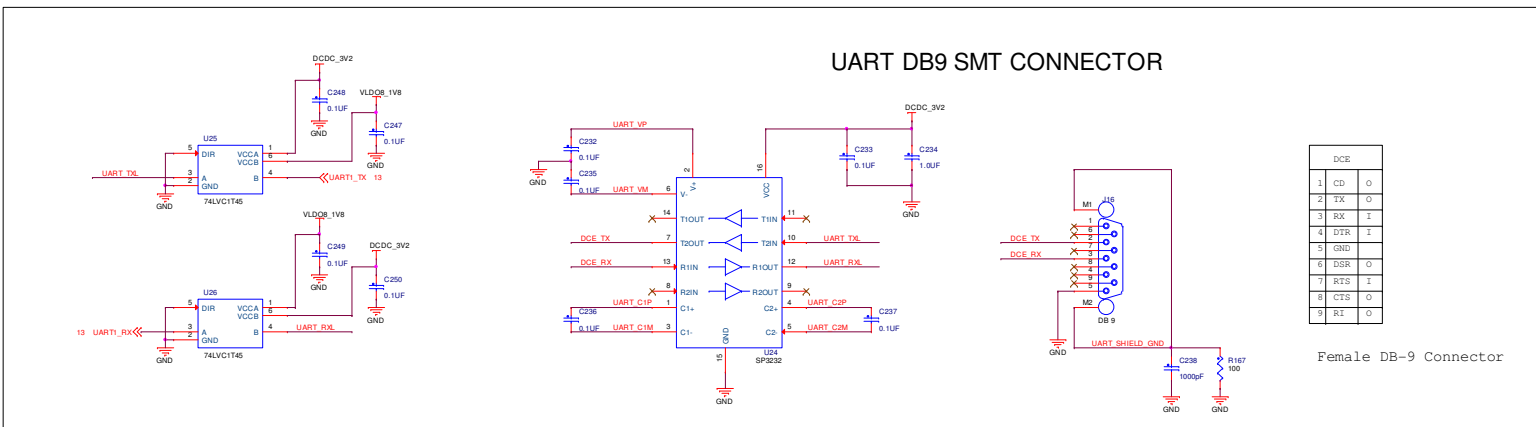 UART DB9 SMT CONNECTOR
DCDC_3V2
C248
0.1UF
GND
VLDO8_1V8
C247
0.1UF
GND
U25
5 DIR VCCA 1
VCCB 6
UART_TXL 3 A B 4 UART1_TX 13
2 GND
GND
74LVC1T45
VLDO8_1V8
C249
0.1UF
GND
DCDC_3V2
C250
0.1UF
GND
U26
5 DIR VCCA 1
VCCB 6
13 UART1_RX 3 A B 4 UART_RXL
2 GND
GND
74LVC1T45
UART_VP
C232
0.1UF
GND
C235
0.1UF
UART_VM
DCDC_3V2
C233
0.1UF
C234
1.0UF
GND
2 V+ 16 VCC
6 V-
14 T1OUT T1IN 11
DCE_TX 7 T2OUT T2IN 10 UART_TXL
DCE_RX 13 R1IN R1OUT 12 UART_RXL
8 R2IN R2OUT 9
UART_C1P 1 C1+ C2+ 4 UART_C2P
C236
0.1UF
C237
0.1UF
UART_C1M 3 C1- C2- 5 UART_C2M
GND
15
U24
SP3232
GND
J16
M1
1
6
DCE_TX 2
7
DCE_RX 3
8
4
9
5
M2
DB 9
GND
UART_SHIELD_GND
C238
1000pF
GND
R167
100
GND
DCE
1 CD O
2 TX O
3 RX I
4 DTR I
5 GND
6 DSR O
7 RTS I
8 CTS O
9 RI O
Female DB-9 Connector